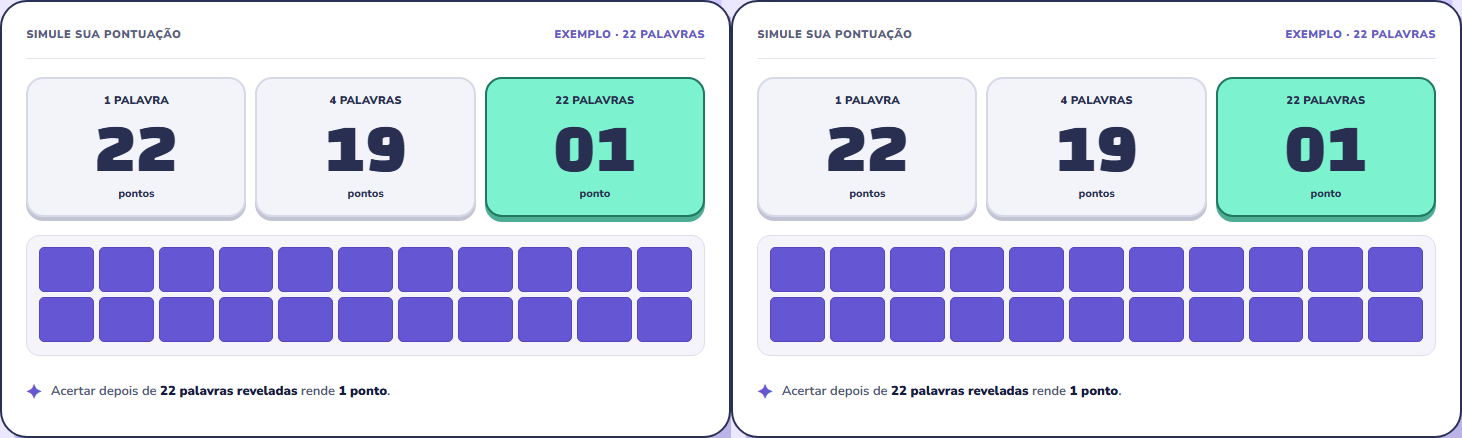 SIMULE SUA PONTUAÇÃO
EXEMPLO · 22 PALAVRAS
1 PALAVRA
22
pontos
4 PALAVRAS
19
pontos
22 PALAVRAS
01
ponto
Acertar depois de 22 palavras reveladas rende 1 ponto.
SIMULE SUA PONTUAÇÃO
EXEMPLO · 22 PALAVRAS
1 PALAVRA
22
pontos
4 PALAVRAS
19
pontos
22 PALAVRAS
01
ponto
Acertar depois de 22 palavras reveladas rende 1 ponto.